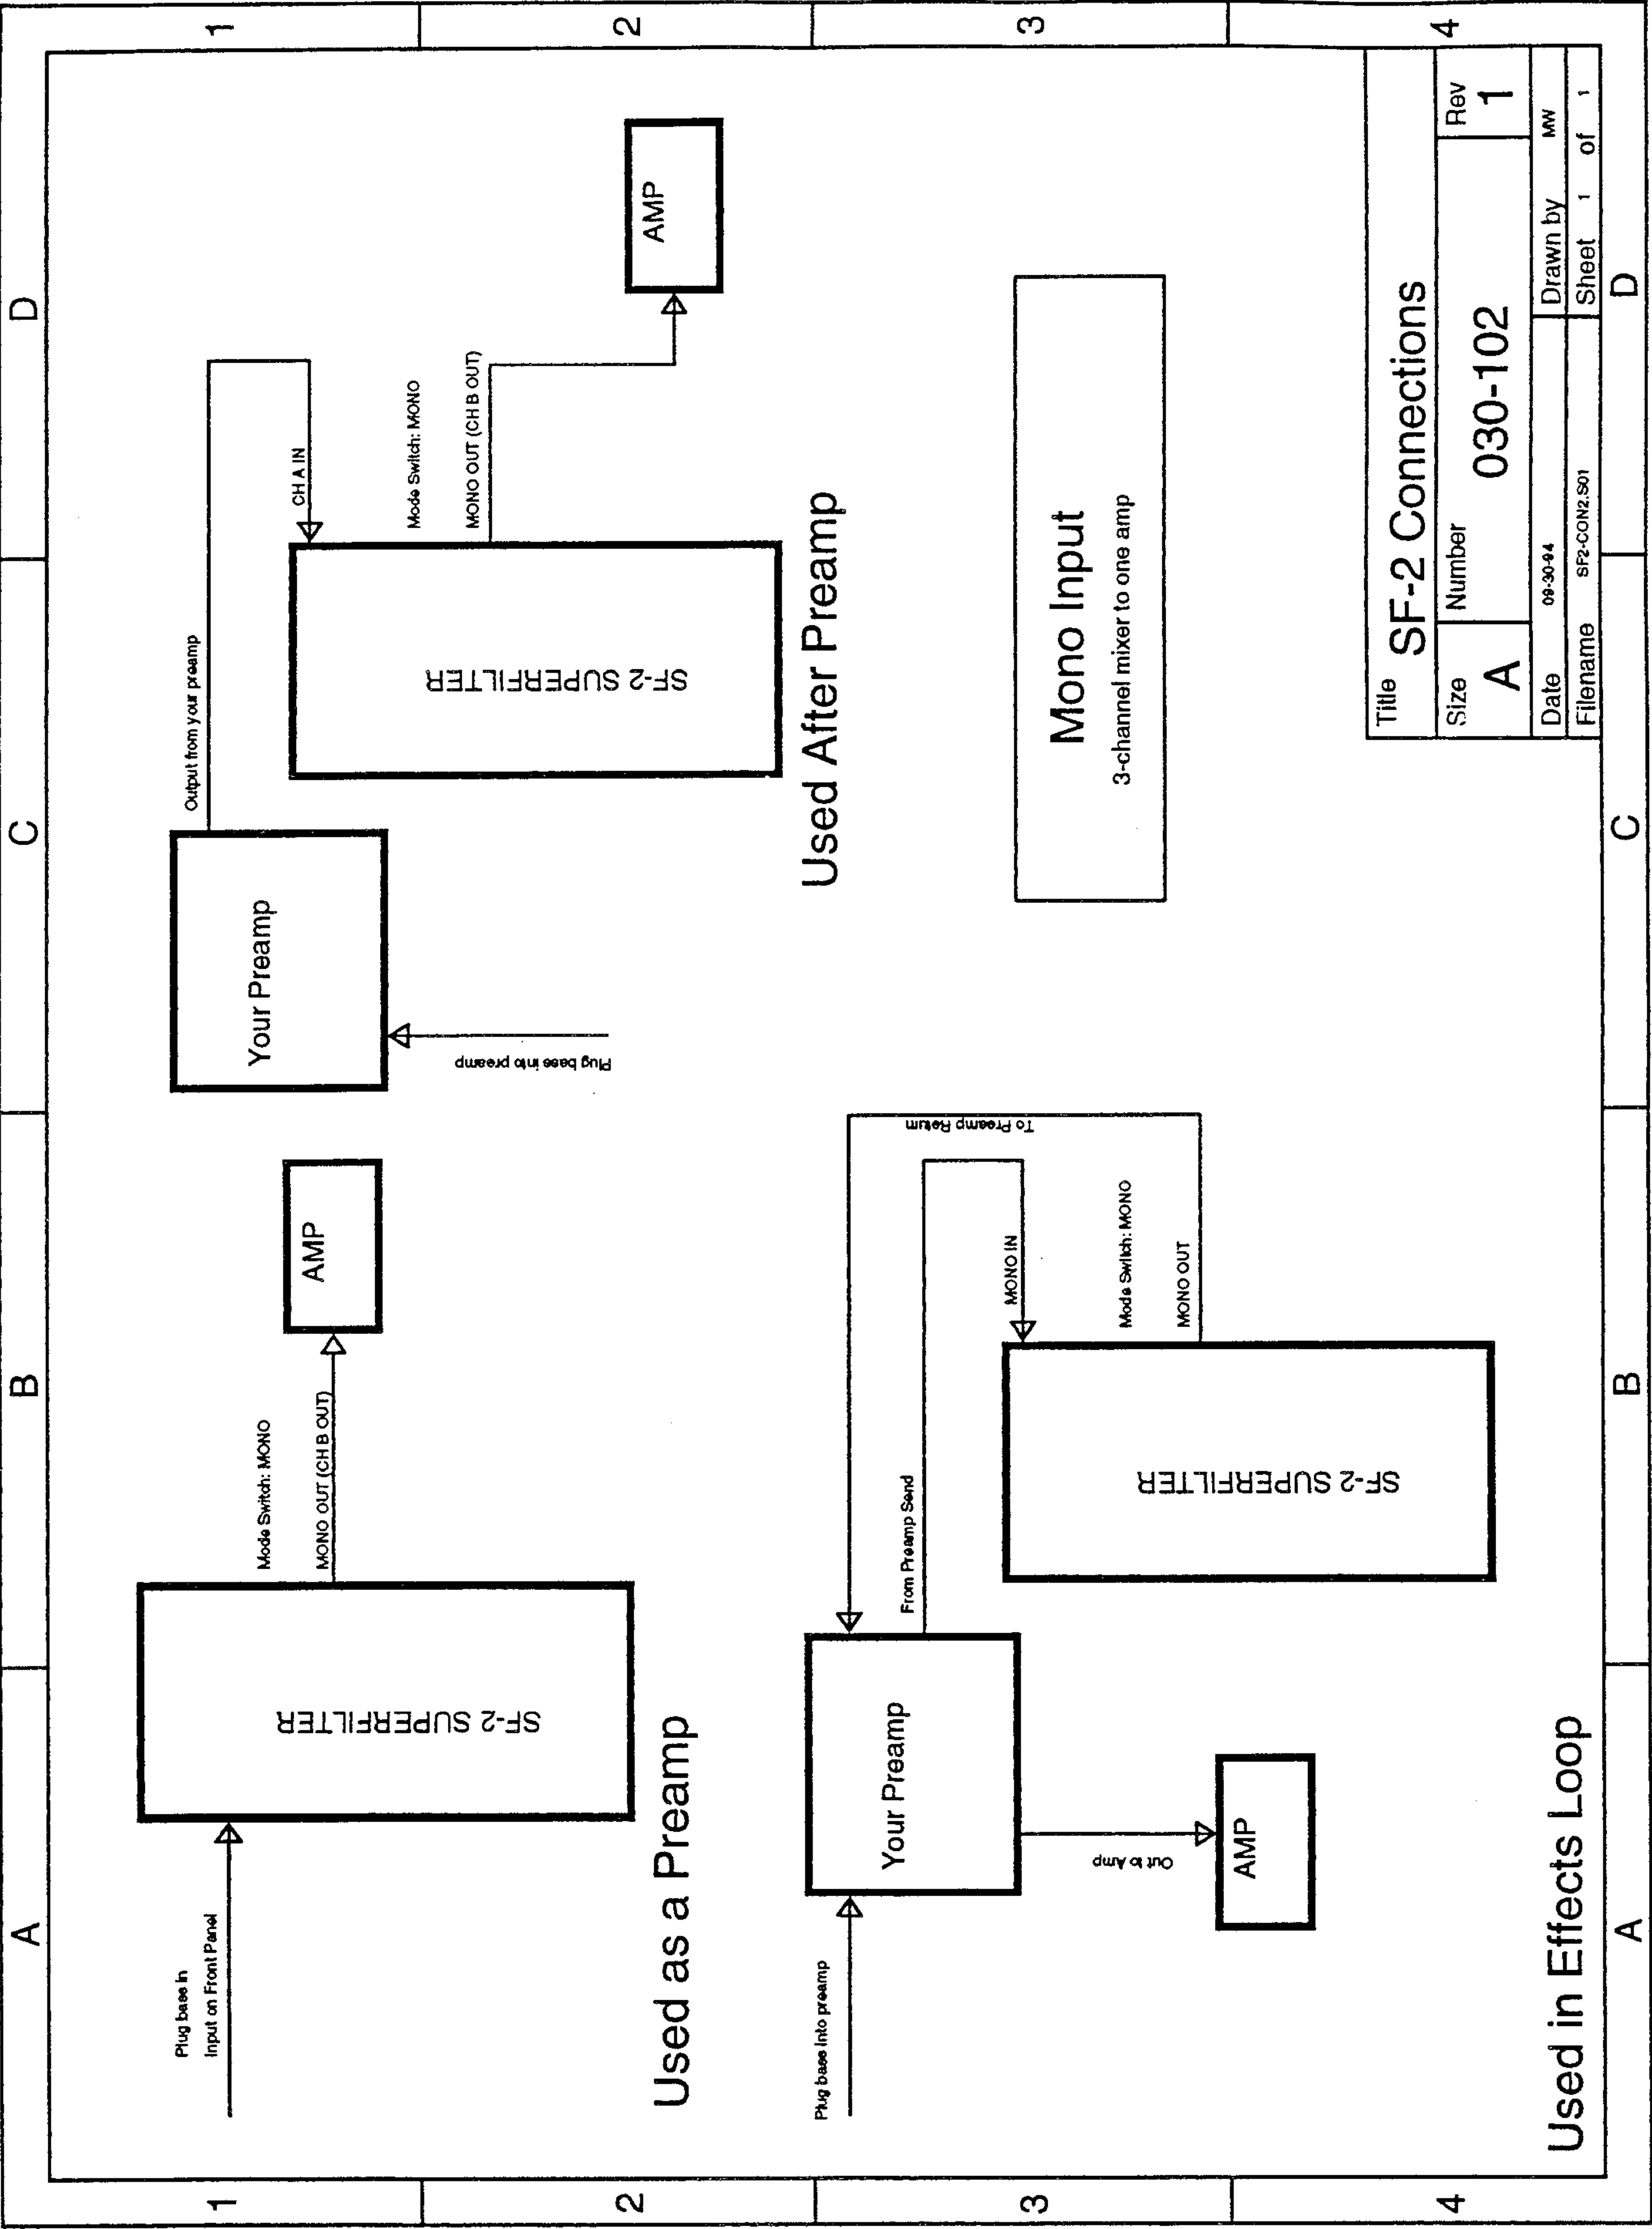 A
B
C
D
1
2
3
4
Plug base in
Input on Front Panel
SF-2 SUPERFILTER
Mode Switch: MONO
MONO OUT (CH B OUT)
AMP
Used as a Preamp
Your Preamp
Plug base into preamp
Output from your preamp
CH A IN
SF-2 SUPERFILTER
Mode Switch: MONO
MONO OUT (CH B OUT)
AMP
Used After Preamp
Plug base into preamp
Your Preamp
To Preamp Return
From Preamp Send
MONO IN
Mode Switch: MONO
MONO OUT
SF-2 SUPERFILTER
Out to Amp
AMP
Used in Effects Loop
Mono Input
3-channel mixer to one amp
Title
SF-2 Connections
Size
A
Number
030-102
Rev
1
Date 09-30-94
Drawn by MW
Filename SF2-CON2.S01
Sheet 1 of 1
1
2
3
4
A
B
C
D